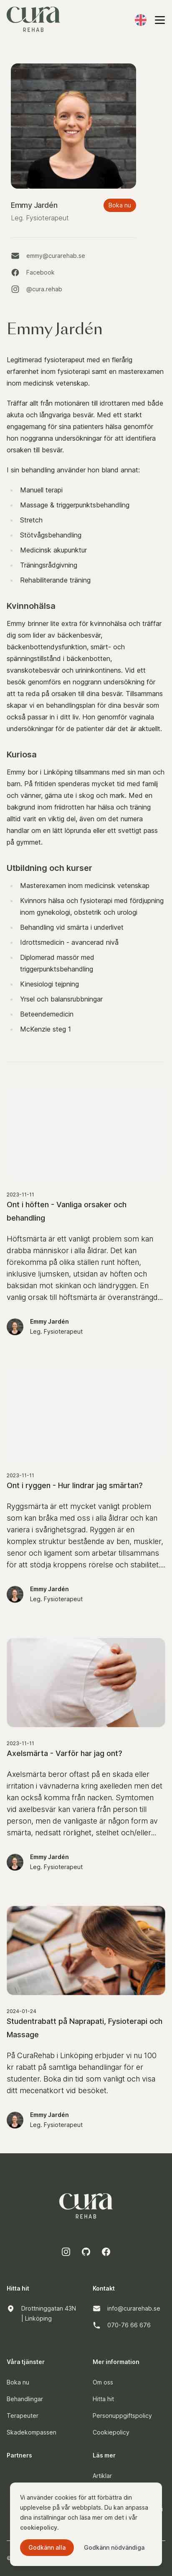 cura
REHAB
Emmy Jardén
Boka nu
Leg. Fysioterapeut
emmy@curarehab.se
Facebook
@cura.rehab
Emmy Jardén
Legitimerad fysioterapeut med en flerårig
erfarenhet inom fysioterapi samt en masterexamen
inom medicinsk vetenskap.
Träffar allt från motionären till idrottaren med både
akuta och långvariga besvär. Med ett starkt
engagemang för sina patienters hälsa genomför
hon noggranna undersökningar för att identifiera
orsaken till besvär.
I sin behandling använder hon bland annat:
Manuell terapi
Massage & triggerpunktsbehandling
Stretch
Stötvågsbehandling
Medicinsk akupunktur
Träningsrådgivning
Rehabiliterande träning
Kvinnohälsa
Emmy brinner lite extra för kvinnohälsa och träffar
dig som lider av bäckenbesvär,
bäckenbottendysfunktion, smärt- och
spänningstillstånd i bäckenbotten,
svanskotebesvär och urininkontinens. Vid ett
besök genomförs en noggrann undersökning för
att ta reda på orsaken till dina besvär. Tillsammans
skapar vi en behandlingsplan för dina besvär som
också passar in i ditt liv. Hon genomför vaginala
undersökningar för de patienter där det är aktuellt.
Kuriosa
Emmy bor i Linköping tillsammans med sin man och
barn. På fritiden spenderas mycket tid med familj
och vänner, gärna ute i skog och mark. Med en
bakgrund inom friidrotten har hälsa och träning
alltid varit en viktig del, även om det numera
handlar om en lätt löprunda eller ett svettigt pass
på gymmet.
Utbildning och kurser
Masterexamen inom medicinsk vetenskap
Kvinnors hälsa och fysioterapi med fördjupning
inom gynekologi, obstetrik och urologi
Behandling vid smärta i underlivet
Idrottsmedicin - avancerad nivå
Diplomerad massör med
triggerpunktsbehandling
Kinesiologi tejpning
Yrsel och balansrubbningar
Beteendemedicin
McKenzie steg 1
2023-11-11
Ont i höften - Vanliga orsaker och
behandling
Höftsmärta är ett vanligt problem som kan
drabba människor i alla åldrar. Det kan
förekomma på olika ställen runt höften,
inklusive ljumsken, utsidan av höften och
baksidan mot skinkan och ländryggen. En
vanlig orsak till höftsmärta är överansträngd...
Emmy Jardén
Leg. Fysioterapeut
2023-11-11
Ont i ryggen - Hur lindrar jag smärtan?
Ryggsmärta är ett mycket vanligt problem
som kan bråka med oss i alla åldrar och kan
variera i svårighetsgrad. Ryggen är en
komplex struktur bestående av ben, muskler,
senor och ligament som arbetar tillsammans
för att stödja kroppens rörelse och stabilitet....
Emmy Jardén
Leg. Fysioterapeut
2023-11-11
Axelsmärta - Varför har jag ont?
Axelsmärta beror oftast på en skada eller
irritation i vävnaderna kring axelleden men det
kan också komma från nacken. Symtomen
vid axelbesvär kan variera från person till
person, men de vanligaste är någon form av
smärta, nedsatt rörlighet, stelhet och/eller...
Emmy Jardén
Leg. Fysioterapeut
2024-01-24
Studentrabatt på Naprapati, Fysioterapi och
Massage
På CuraRehab i Linköping erbjuder vi nu 100
kr rabatt på samtliga behandlingar för er
studenter. Boka din tid som vanligt och visa
ditt mecenatkort vid besöket.
Emmy Jardén
Leg. Fysioterapeut
cura
REHAB
Hitta hit
Kontakt
Drottninggatan 43N
| Linköping
info@curarehab.se
070-76 66 676
Våra tjänster
Mer information
Boka nu
Om oss
Behandlingar
Hitta hit
Terapeuter
Personuppgiftspolicy
Skadekompassen
Cookiepolicy
Partners
Läs mer
Artiklar
Vi använder cookies för att förbättra din
upplevelse på vår webbplats. Du kan anpassa
dina inställningar och läsa mer om det i vår
cookiepolicy.
Godkänn alla
Godkänn nödvändiga